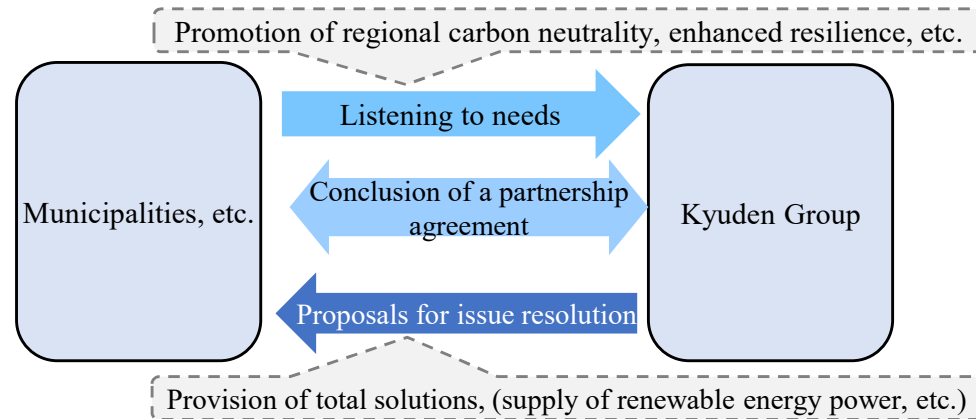 Promotion of regional carbon neutrality, enhanced resilience, etc.
Listening to needs
Municipalities, etc.
Conclusion of a partnership
agreement
Kyuden Group
Proposals for issue resolution
Provision of total solutions, (supply of renewable energy power, etc.)